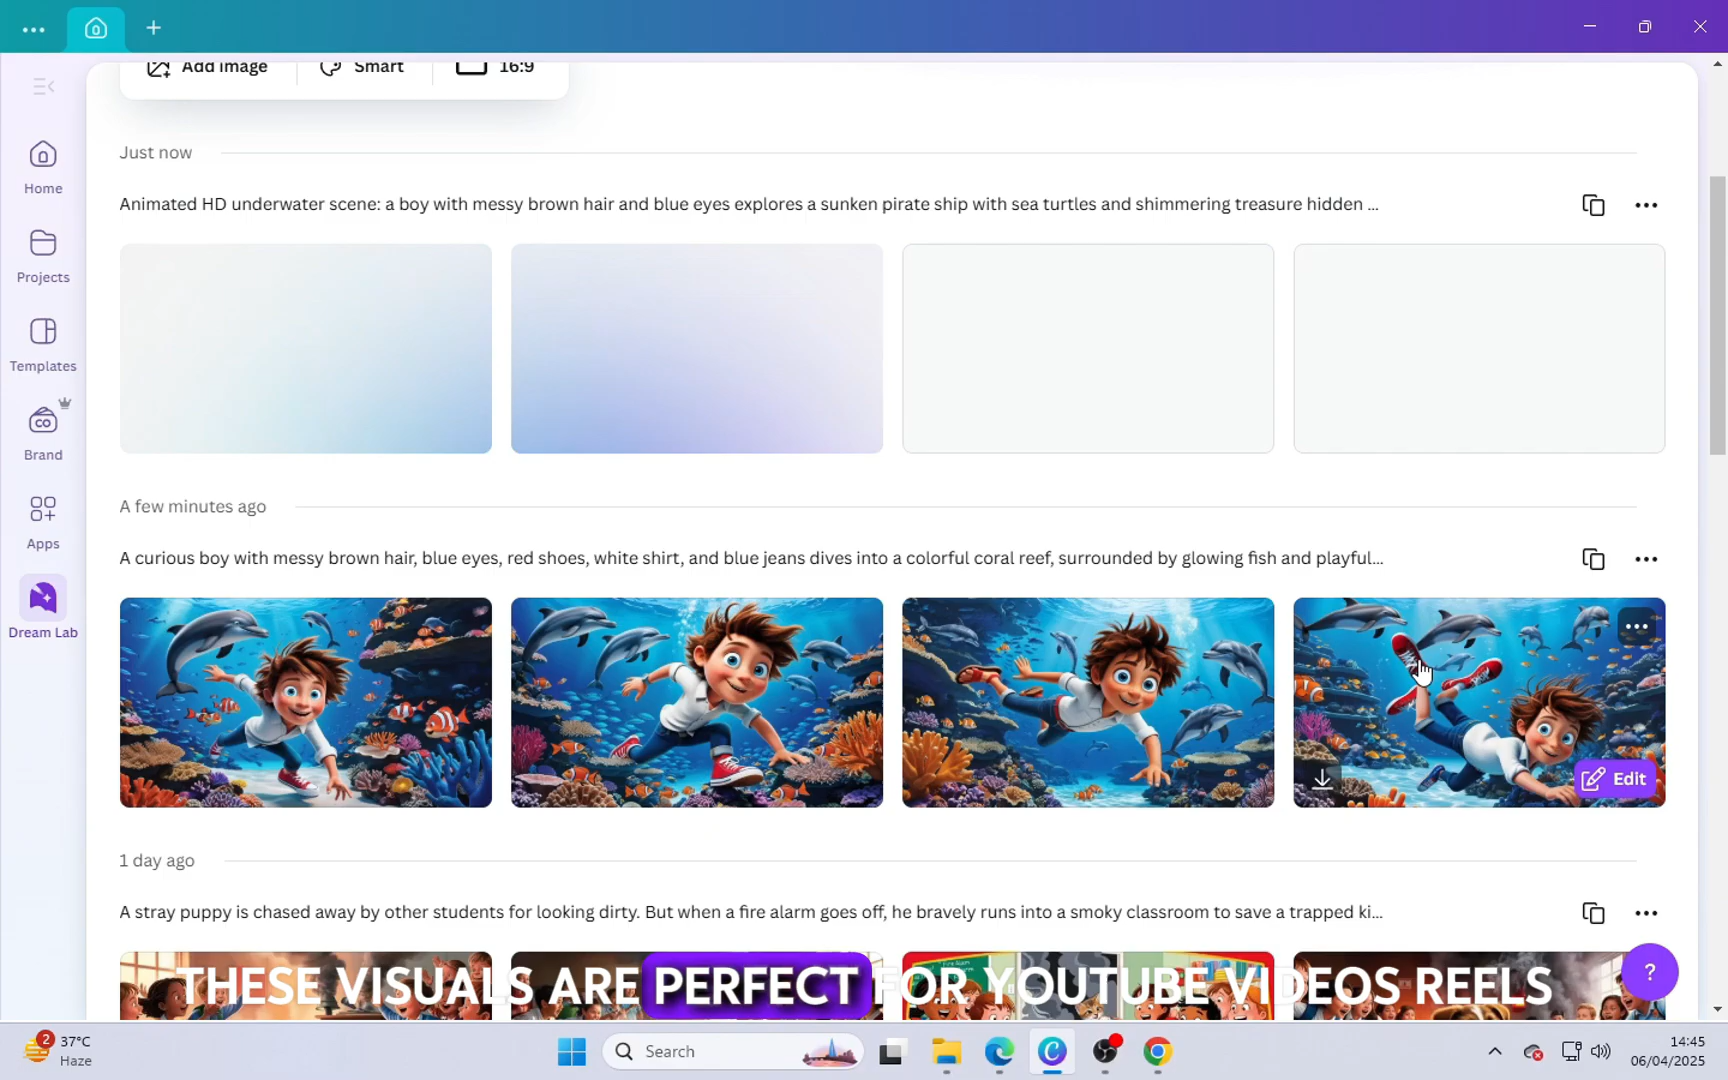 Add image
Smart
16:9
Just now
Home
Animated HD underwater scene: a boy with messy brown hair and blue eyes explores a sunken pirate ship with sea turtles and shimmering treasure hidden ...
Projects
Templates
Brand
A few minutes ago
Apps
A curious boy with messy brown hair, blue eyes, red shoes, white shirt, and blue jeans dives into a colorful coral reef, surrounded by glowing fish and playful...
Dream Lab
Edit
1 day ago
A stray puppy is chased away by other students for looking dirty. But when a fire alarm goes off, he bravely runs into a smoky classroom to save a trapped ki...
THESE VISUALS ARE PERFECT FOR YOUTUBE VIDEOS REELS
?
2
37°C
Haze
Search
14:45
06/04/2025